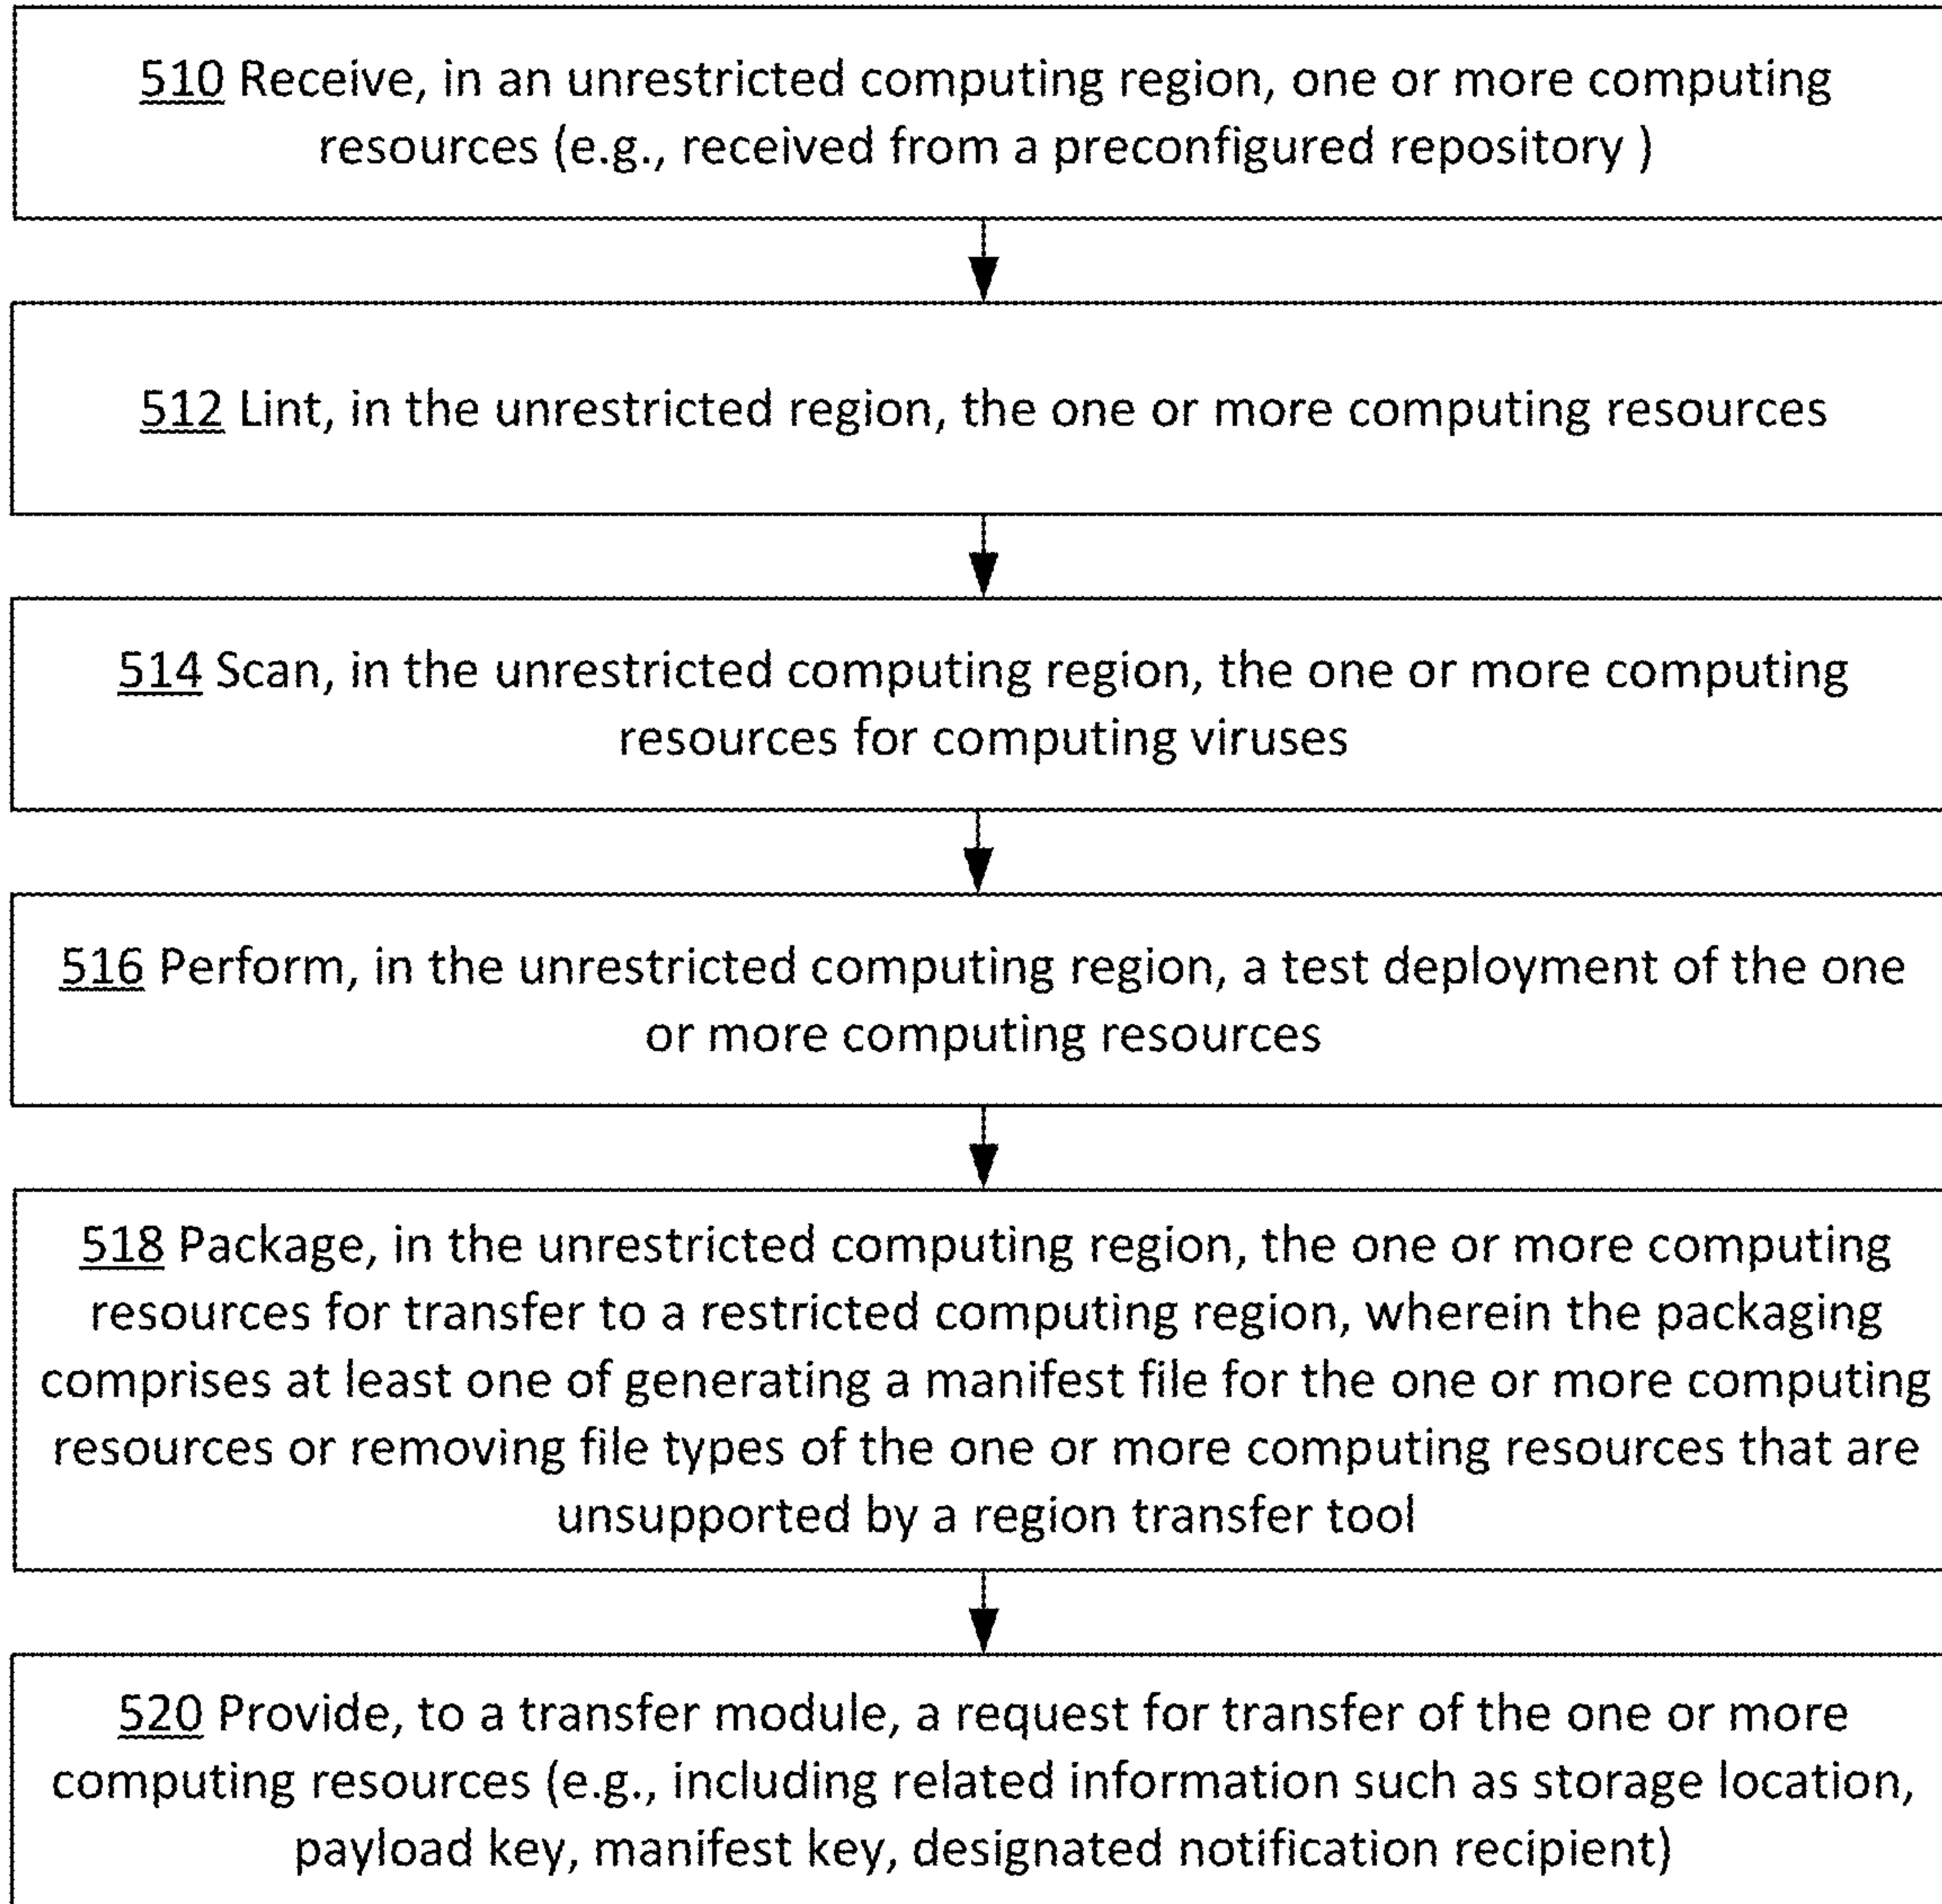 510 Receive, in an unrestricted computing region, one or more computing
resources (e.g., received from a preconfigured repository )
512 Lint, in the unrestricted region, the one or more computing resources
514 Scan, in the unrestricted computing region, the one or more computing
resources for computing viruses
516 Perform, in the unrestricted computing region, a test deployment of the one
or more computing resources
518 Package, in the unrestricted computing region, the one or more computing
resources for transfer to a restricted computing region, wherein the packaging
comprises at least one of generating a manifest file for the one or more computing
resources or removing file types of the one or more computing resources that are
unsupported by a region transfer tool
520 Provide, to a transfer module, a request for transfer of the one or more
computing resources (e.g., including related information such as storage location,
payload key, manifest key, designated notification recipient)